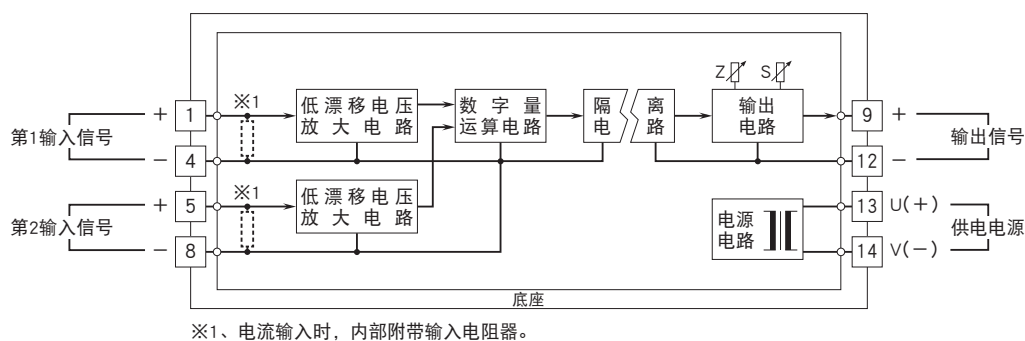 第1输入信号
+ 1
− 4
第2输入信号
+ 5
− 8
※1
※1
低漂移电压
放大电路
低漂移电压
放大电路
数字量
运算电路
隔 离
电 路
Z S
输出
电路
电源
电路
9 +
12 −
输出信号
13 U(+)
14 V(−)
供电电源
底座
※1、电流输入时，内部附带输入电阻器。